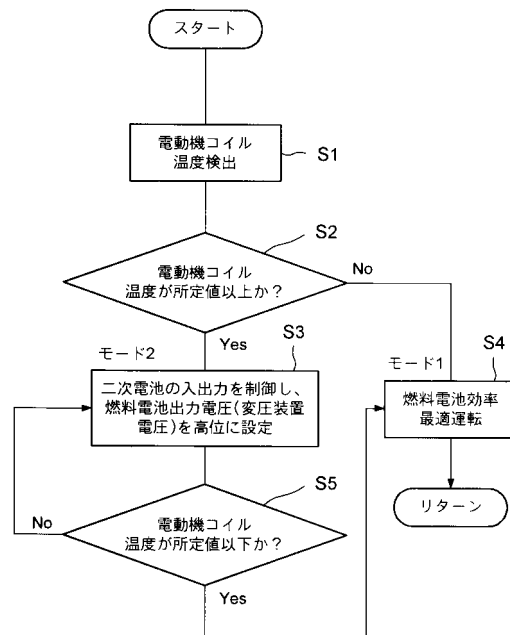 スタート
電動機コイル
温度検出
S1
S2
電動機コイル
温度が所定値以上か？
No
Yes
モード2
S3
二次電池の入出力を制御し、
燃料電池出力電圧(変圧装置
電圧)を高位に設定
モード1
S4
燃料電池効率
最適運転
リターン
S5
電動機コイル
温度が所定値以下か？
No
Yes